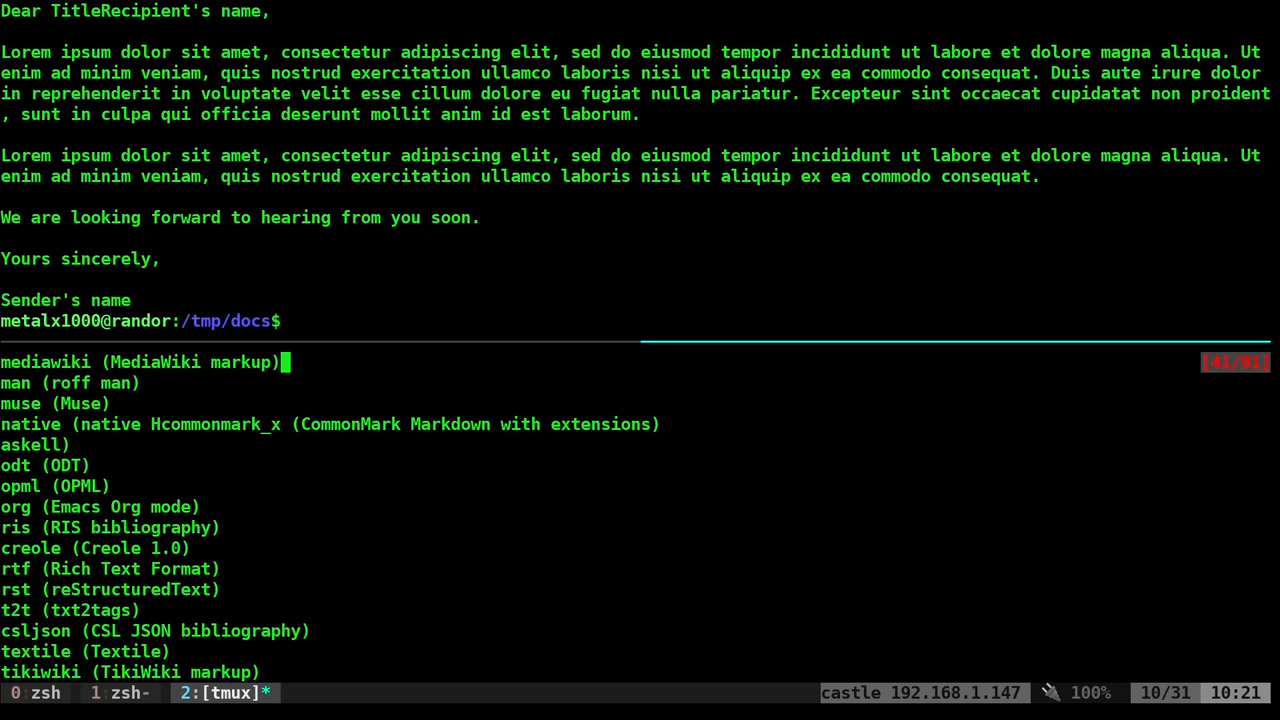 Dear TitleRecipient's name,
Lorem ipsum dolor sit amet, consectetur adipiscing elit, sed do eiusmod tempor incididunt ut labore et dolore magna aliqua. Ut
enim ad minim veniam, quis nostrud exercitation ullamco laboris nisi ut aliquip ex ea commodo consequat. Duis aute irure dolor
in reprehenderit in voluptate velit esse cillum dolore eu fugiat nulla pariatur. Excepteur sint occaecat cupidatat non proident
, sunt in culpa qui officia deserunt mollit anim id est laborum.
Lorem ipsum dolor sit amet, consectetur adipiscing elit, sed do eiusmod tempor incididunt ut labore et dolore magna aliqua. Ut
enim ad minim veniam, quis nostrud exercitation ullamco laboris nisi ut aliquip ex ea commodo consequat.
We are looking forward to hearing from you soon.
Yours sincerely,
Sender's name
metalx1000@randor:/tmp/docs$
mediawiki (MediaWiki markup) [41/91]
man (roff man)
muse (Muse)
native (native Hcommonmark_x (CommonMark Markdown with extensions)
askell)
odt (ODT)
opml (OPML)
org (Emacs Org mode)
ris (RIS bibliography)
creole (Creole 1.0)
rtf (Rich Text Format)
rst (reStructuredText)
t2t (txt2tags)
csljson (CSL JSON bibliography)
textile (Textile)
tikiwiki (TikiWiki markup)
0:zsh 1:zsh- 2:[tmux]* castle 192.168.1.147 🔌 100% 10/31 10:21